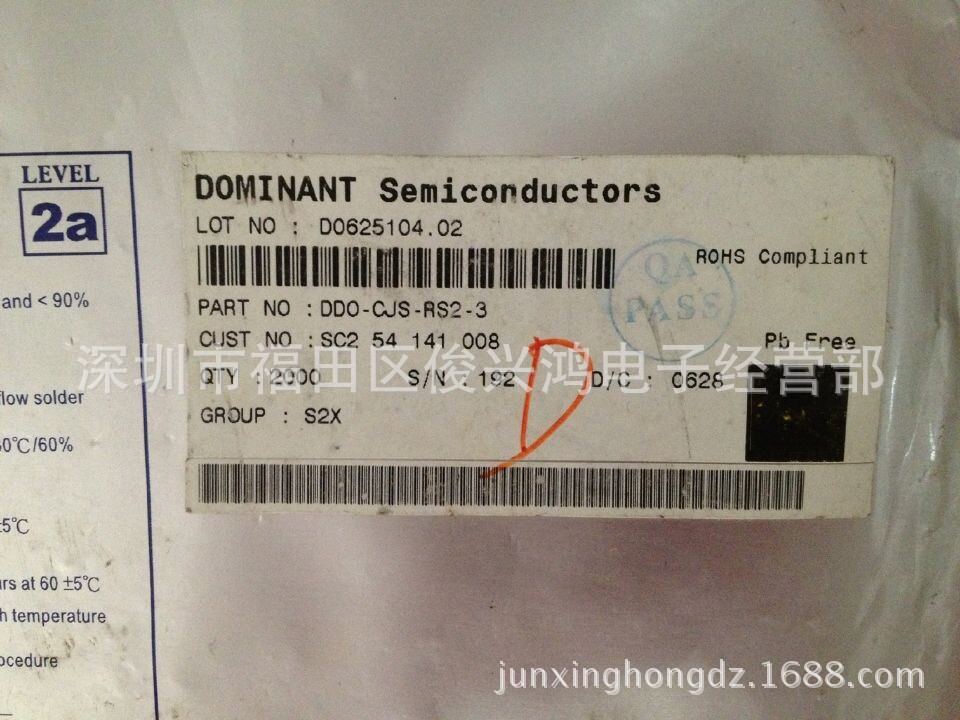 LEVEL
2a
and < 90%
flow solder
0°C/60%
±5°C
urs at 60 ±5°C
h temperature
ocedure
DOMINANT Semiconductors
LOT NO : D0625104.02
ROHS Compliant
QA
PASS
PART NO : DDO-CJS-RS2-3
CUST NO : SC2 54 141 008
Pb Free
深圳市福田区俊兴鸿电子经营部
QTY : 2000 S/N : 192 D/C : 0628
GROUP : S2X
junxinghongdz.1688.com